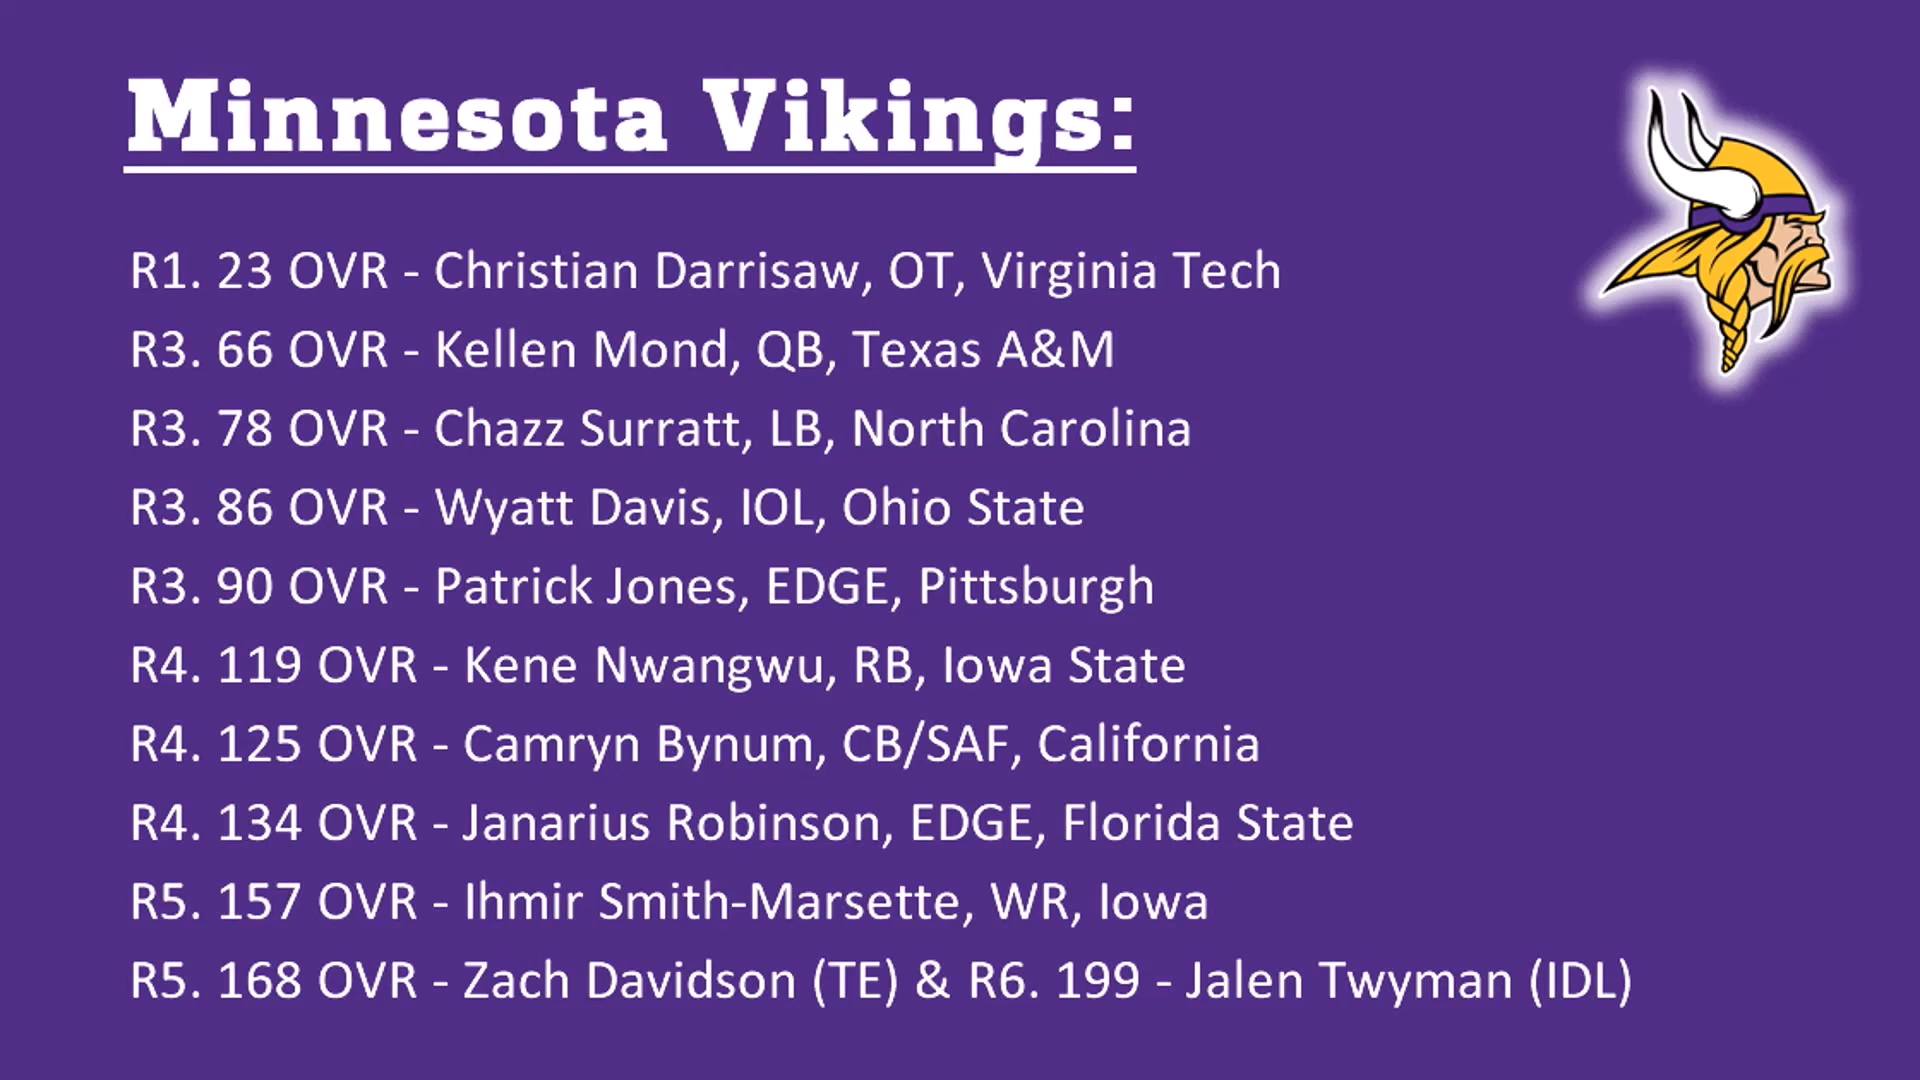 Minnesota Vikings:
R1. 23 OVR - Christian Darrisaw, OT, Virginia Tech
R3. 66 OVR - Kellen Mond, QB, Texas A&M
R3. 78 OVR - Chazz Surratt, LB, North Carolina
R3. 86 OVR - Wyatt Davis, IOL, Ohio State
R3. 90 OVR - Patrick Jones, EDGE, Pittsburgh
R4. 119 OVR - Kene Nwangwu, RB, Iowa State
R4. 125 OVR - Camryn Bynum, CB/SAF, California
R4. 134 OVR - Janarius Robinson, EDGE, Florida State
R5. 157 OVR - Ihmir Smith-Marsette, WR, Iowa
R5. 168 OVR - Zach Davidson (TE) & R6. 199 - Jalen Twyman (IDL)